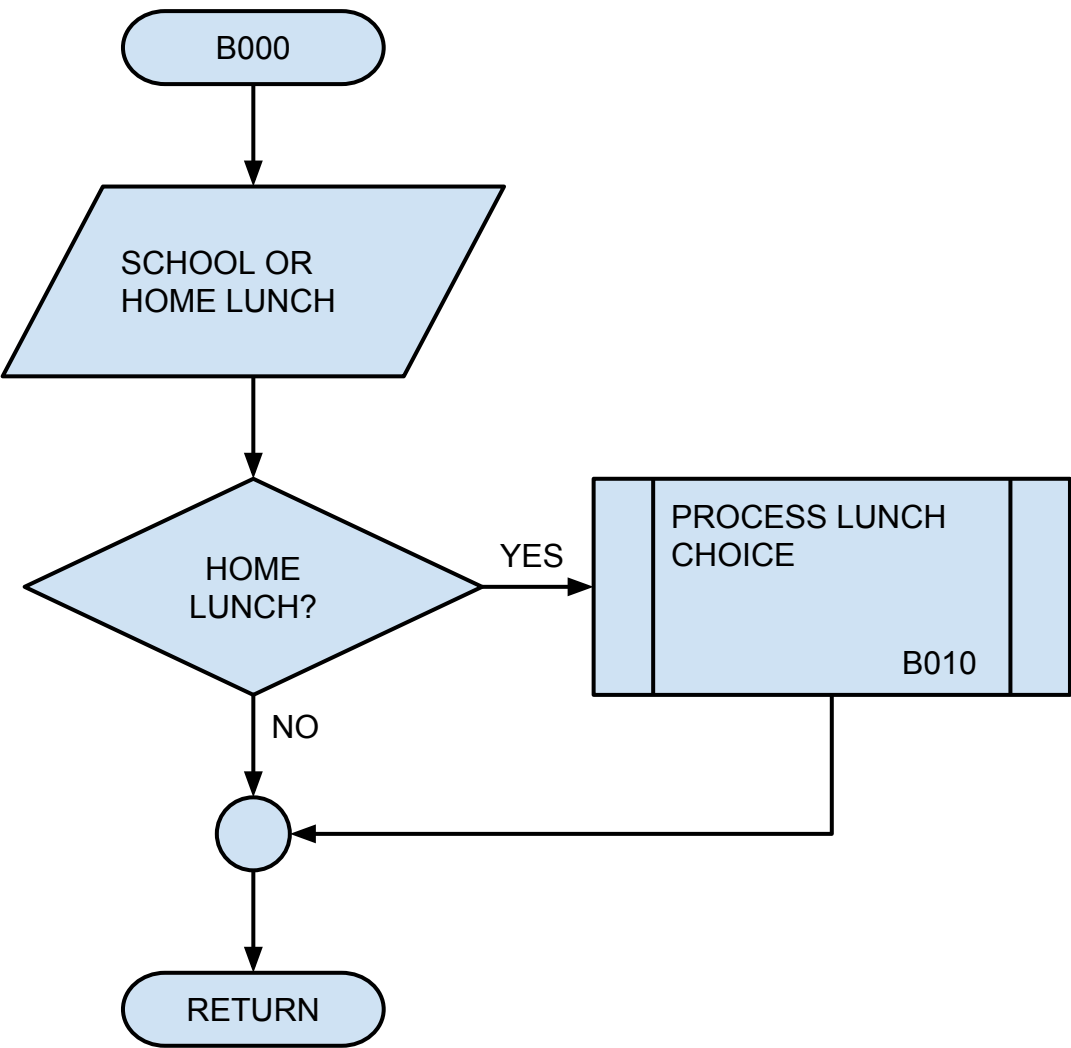 B000
SCHOOL OR
HOME LUNCH
HOME
LUNCH?
YES
PROCESS LUNCH
CHOICE
B010
NO
RETURN